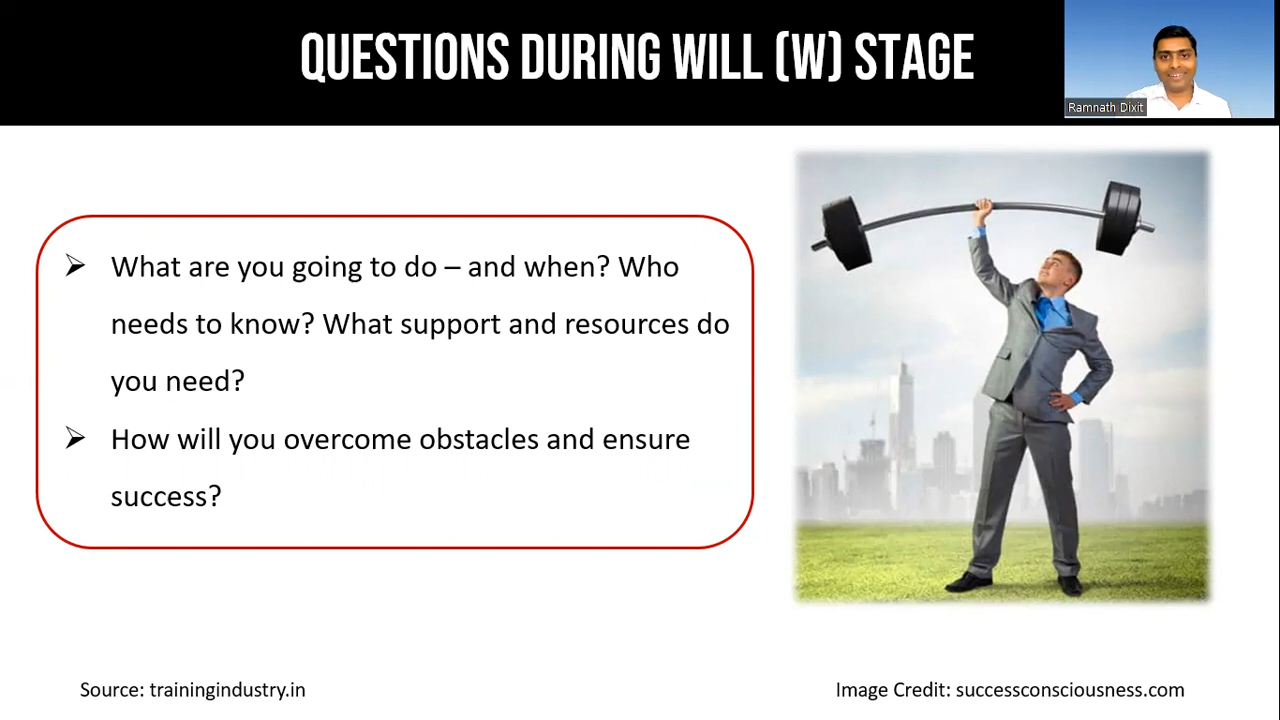 QUESTIONS DURING WILL (W) STAGE
Ramnath Dixit
➢ What are you going to do – and when? Who
needs to know? What support and resources do
you need?
➢ How will you overcome obstacles and ensure
success?
Source: trainingindustry.in
Image Credit: successconsciousness.com